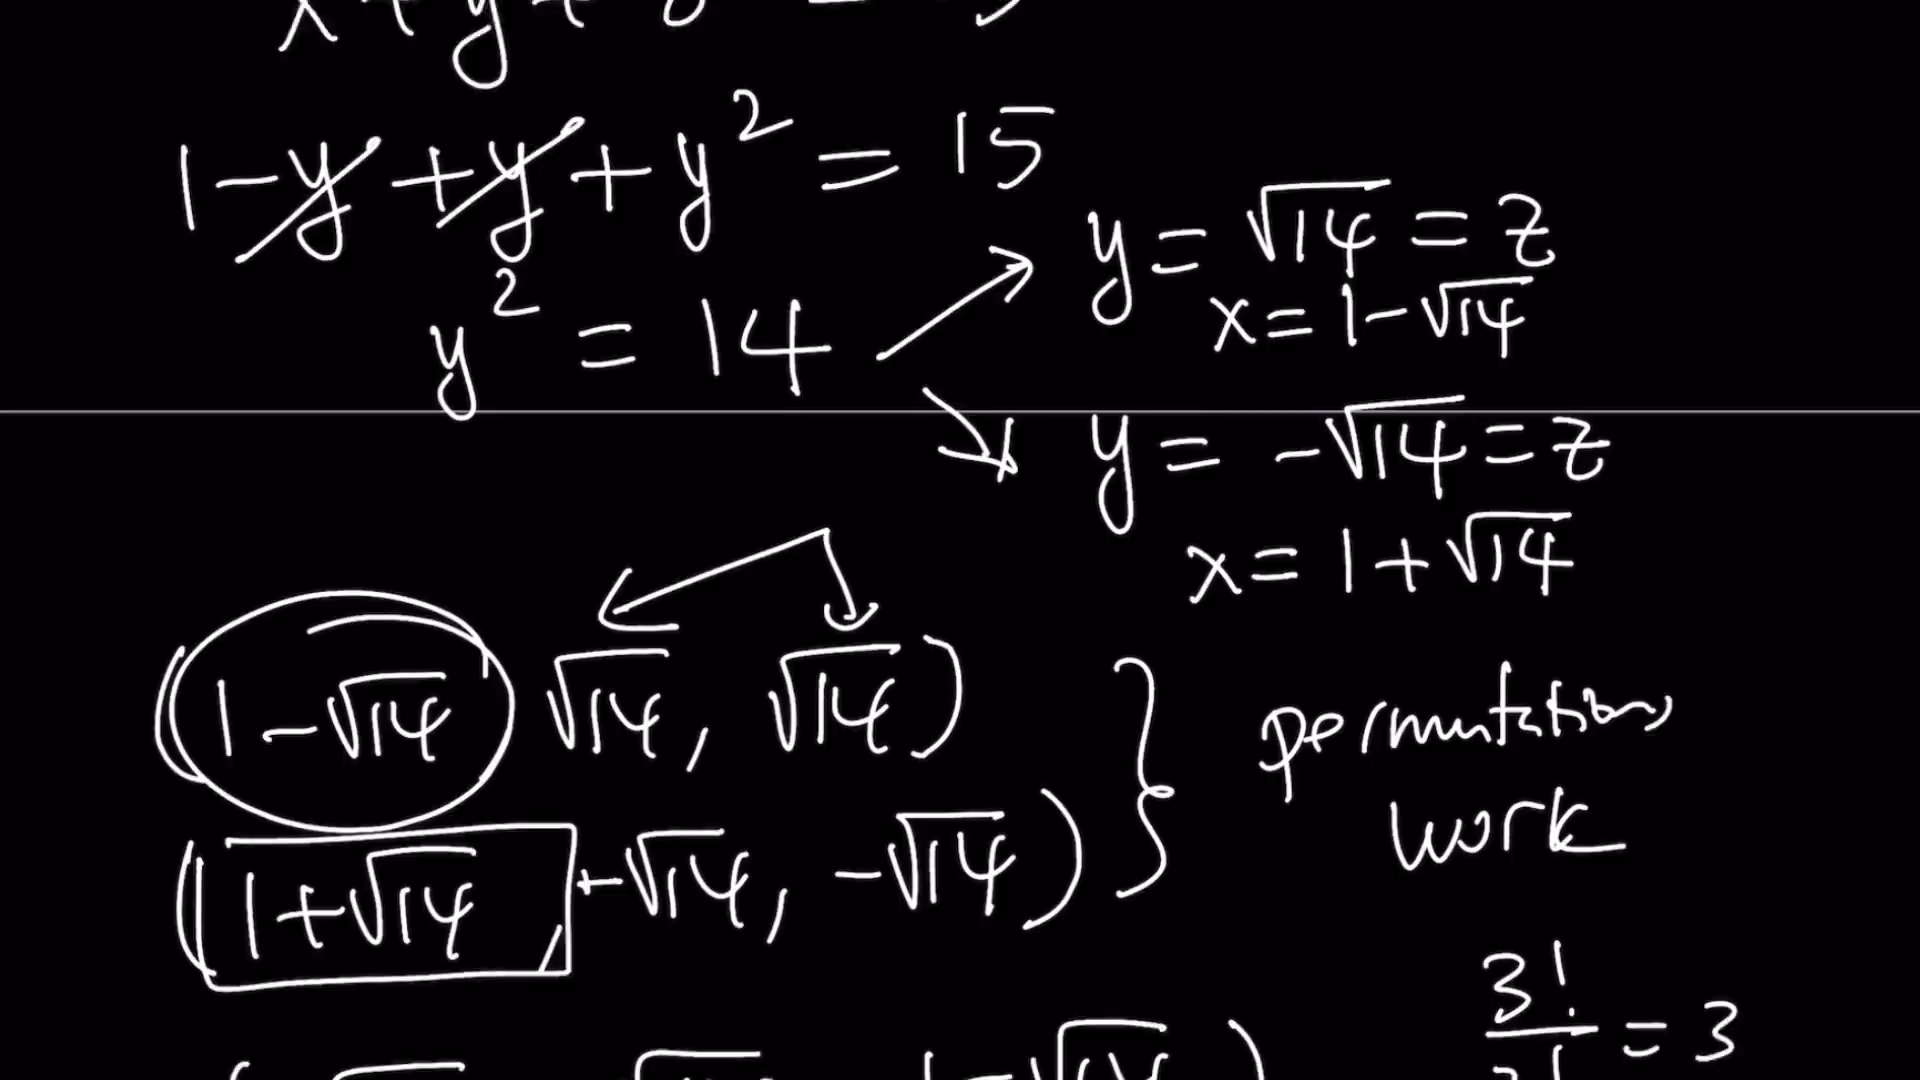 1 - y + y + y² = 15
y² = 14
y = √14 = z
x = 1 - √14
y = -√14 = z
x = 1 + √14
(1 - √14 √14, √14)
(1 + √14 -√14, -√14)
permutations
work
3!
= 3